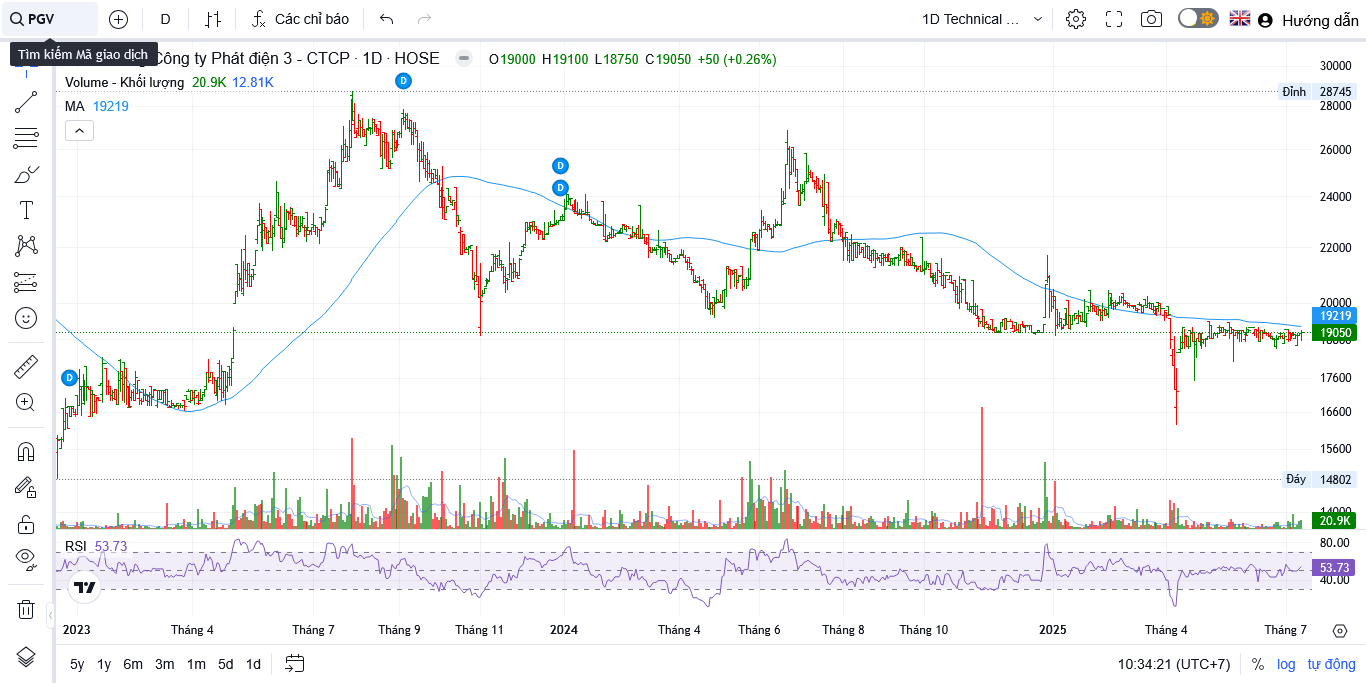 PGV D Các chỉ báo 1D Technical ... Hướng dẫn
Tìm kiếm Mã giao dịch
Công ty Phát điện 3 - CTCP · 1D · HOSE O19000 H19100 L18750 C19050 +50 (+0.26%)
Volume - Khối lượng 20.9K 12.81K
MA 19219
D
D
D
D
30000
Đỉnh 28745
28000
26000
24000
22000
20000
19219
19050
17600
16600
15600
Đáy 14802
20.9K
RSI 53.73
80.00
53.73
40.00
2023 Tháng 4 Tháng 7 Tháng 9 Tháng 11 2024 Tháng 4 Tháng 6 Tháng 8 Tháng 10 2025 Tháng 4 Tháng 7
5y 1y 6m 3m 1m 5d 1d 10:34:21 (UTC+7) % log tự động